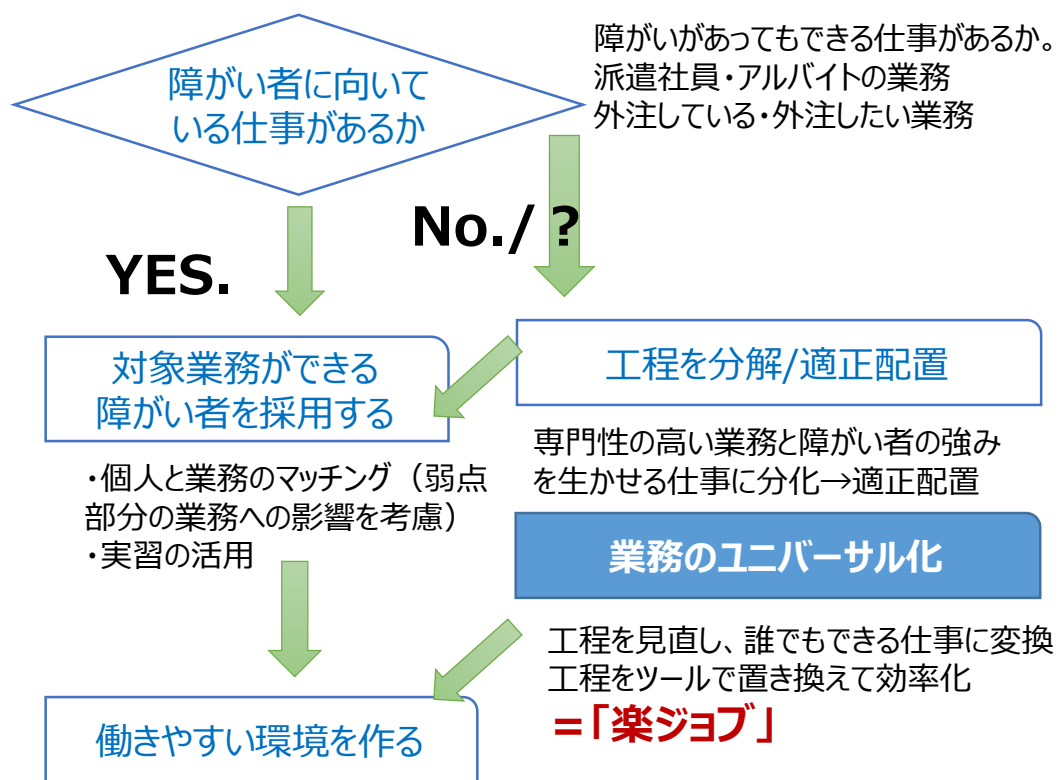 障がい者に向いて
いる仕事があるか
障がいがあってもできる仕事があるか。
派遣社員・アルバイトの業務
外注している・外注したい業務
YES.
No./？
対象業務ができる
障がい者を採用する
工程を分解/適正配置
・個人と業務のマッチング（弱点
部分の業務への影響を考慮）
・実習の活用
専門性の高い業務と障がい者の強み
を生かせる仕事に分化→適正配置
業務のユニバーサル化
工程を見直し、誰でもできる仕事に変換
工程をツールで置き換えて効率化
=「楽ジョブ」
働きやすい環境を作る